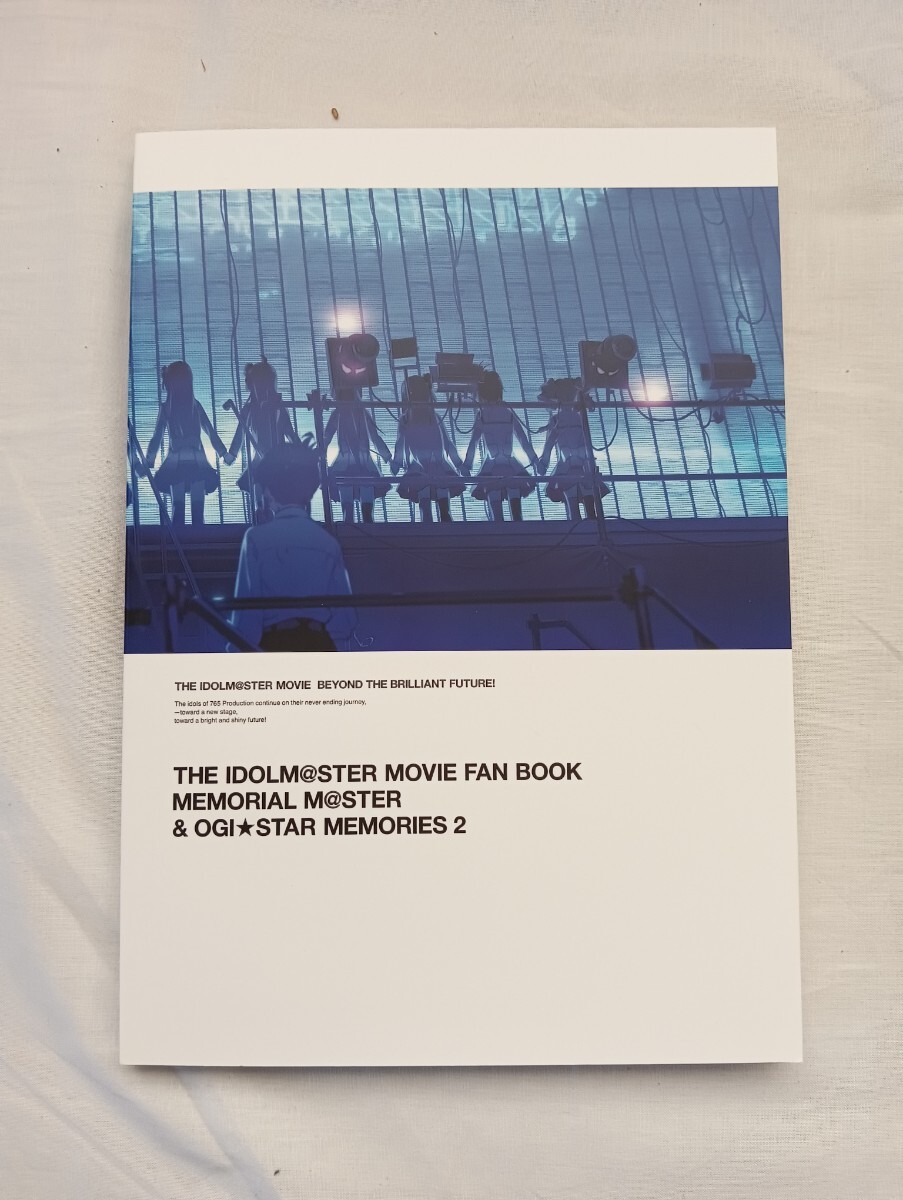 THE IDOLM@STER MOVIE BEYOND THE BRILLIANT FUTURE!
The idols of 765 Production continue on their never ending journey,
—toward a new stage,
toward a bright and shiny future!
THE IDOLM@STER MOVIE FAN BOOK
MEMORIAL M@STER
& OGI★STAR MEMORIES 2